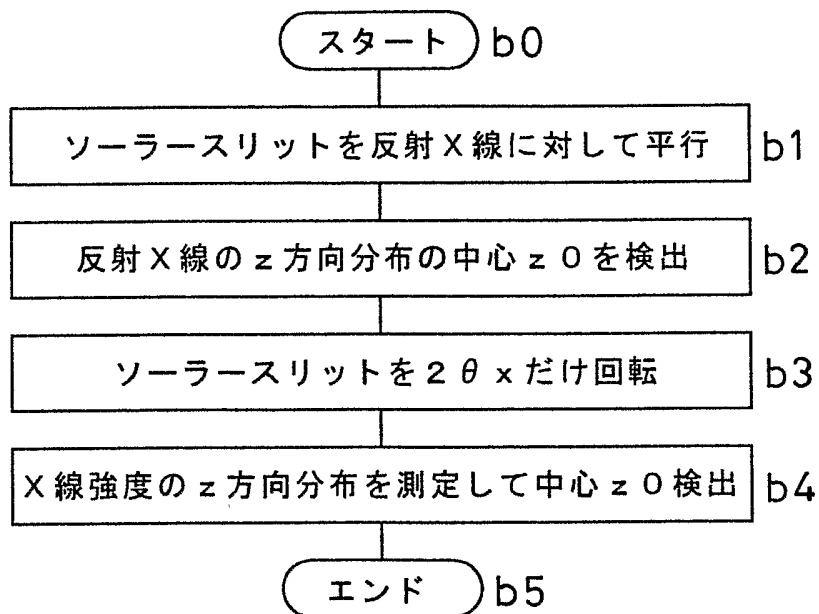 スタート b0
ソーラースリットを反射X線に対して平行 b1
反射X線のz方向分布の中心z0を検出 b2
ソーラースリットを2θxだけ回転 b3
X線強度のz方向分布を測定して中心z0検出 b4
エンド b5